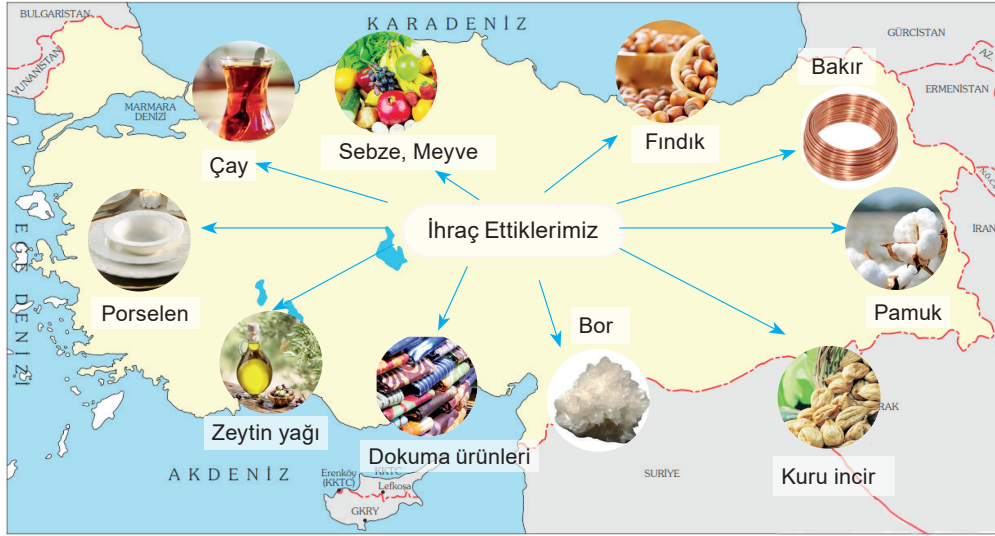 BULGARİSTAN
KARADENİZ
GÜRCİSTAN
YUNANİSTAN
AZ.
Bakır
ERMENİSTAN
MARMARA
DENİZİ
Çay
Sebze, Meyve
Fındık
İhraç Ettiklerimiz
İRAN
EGE DENİZİ
Porselen
Pamuk
Bor
Zeytin yağı
Dokuma ürünleri
Kuru incir
RAK
AKDENİZ
Erenköy
(KKTC)
KKTC
Lefkoşa
GKRY
SURİYE